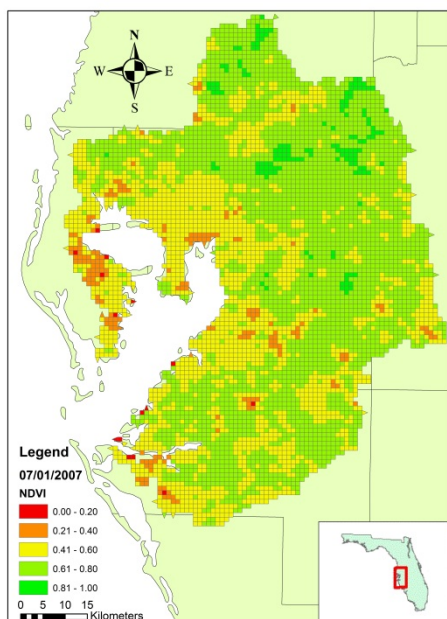 N
W E
S
Legend
07/01/2007
NDVI
0.00 - 0.20
0.21 - 0.40
0.41 - 0.60
0.61 - 0.80
0.81 - 1.00
0 5 10 15
Kilometers